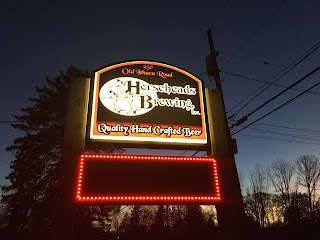 250
Old Ithaca Road
Horseheads
Brewing
Inc.
Quality Hand Crafted Beer